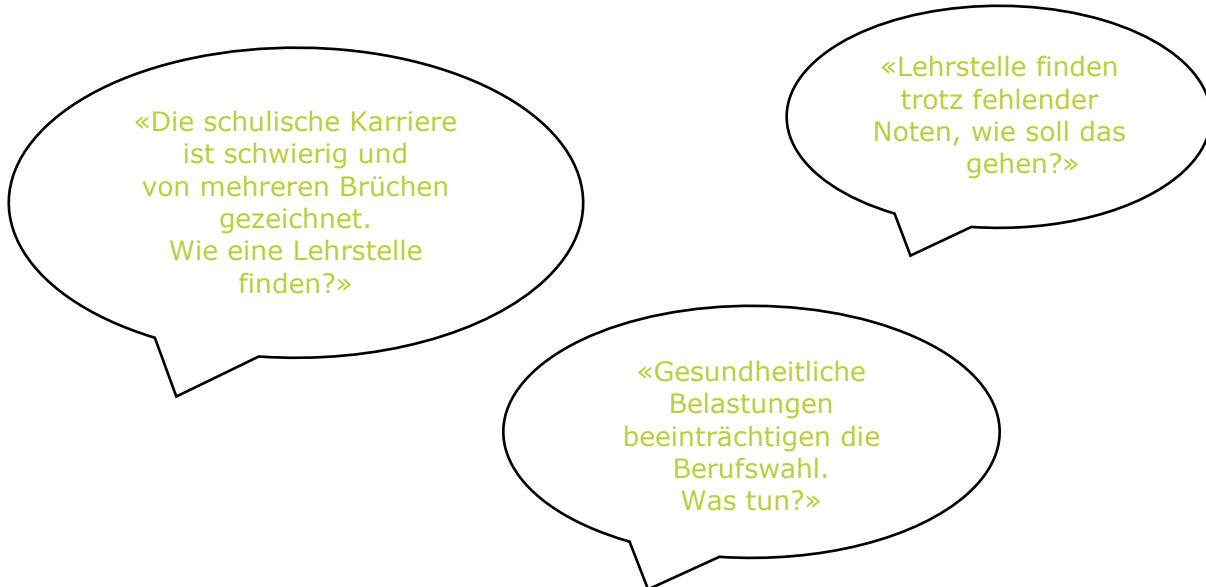 «Die schulische Karriere
ist schwierig und
von mehreren Brüchen
gezeichnet.
Wie eine Lehrstelle
finden?»
«Lehrstelle finden
trotz fehlender
Noten, wie soll das
gehen?»
«Gesundheitliche
Belastungen
beeinträchtigen die
Berufswahl.
Was tun?»